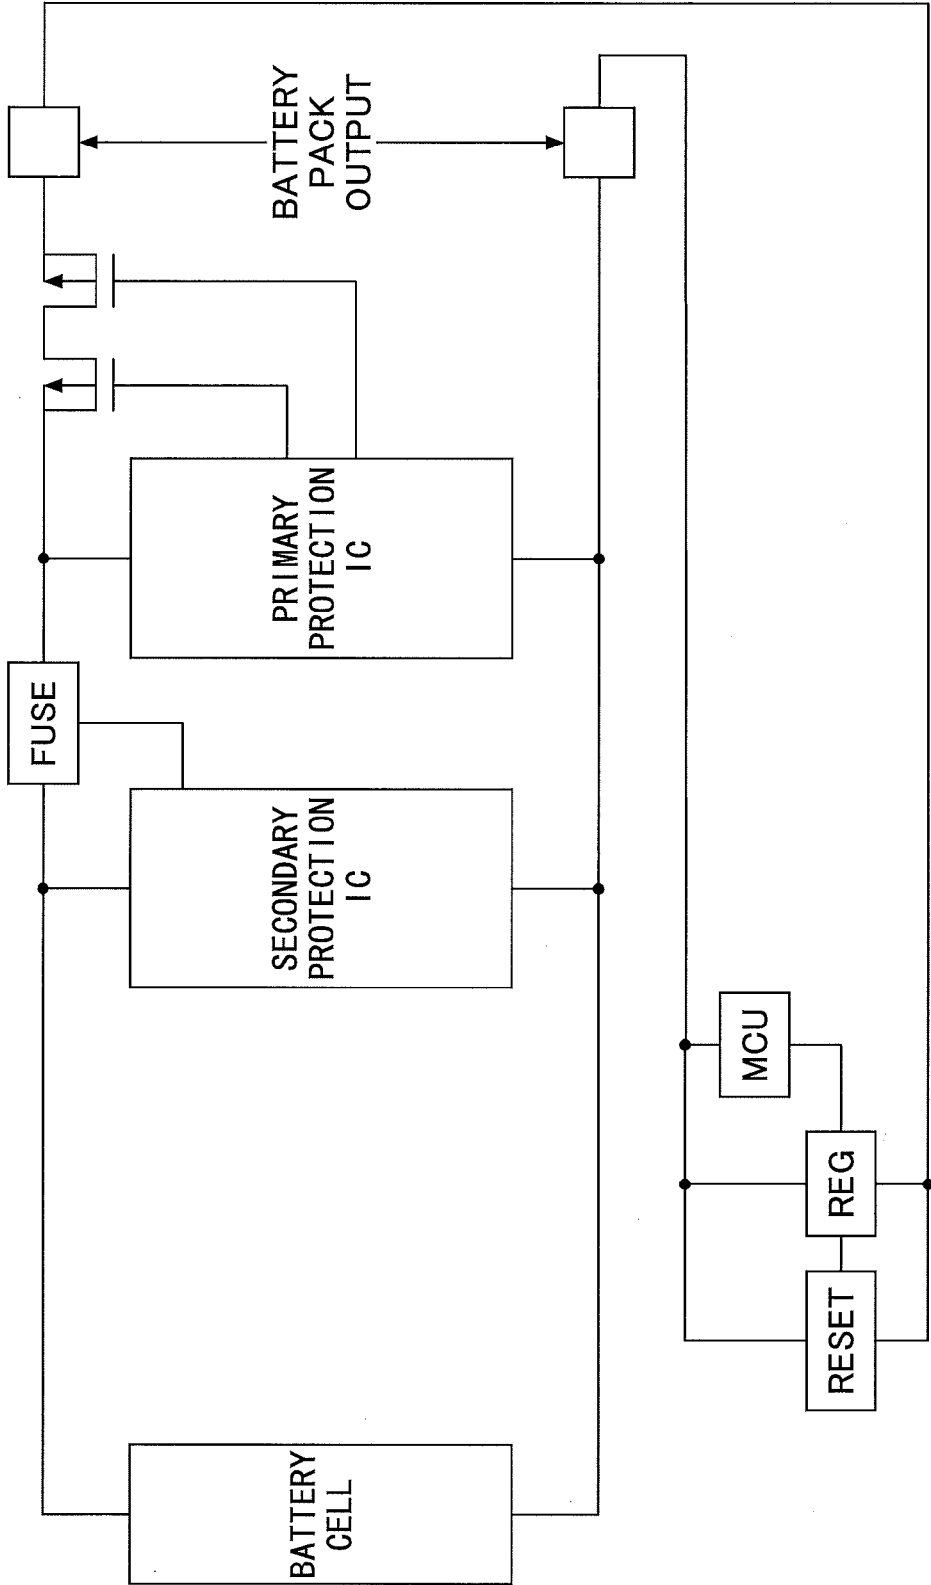 BATTERY
CELL
SECONDARY
PROTECTION
IC
FUSE
PRIMARY
PROTECTION
IC
BATTERY
PACK
OUTPUT
RESET
REG
MCU